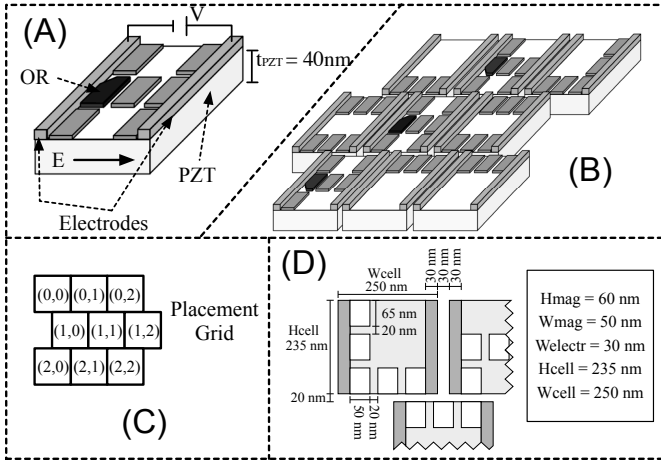 (A)
V
OR
tPZT = 40nm
E
PZT
Electrodes
(B)
(0,0) (0,1) (0,2)
(1,0) (1,1) (1,2)
(2,0) (2,1) (2,2)
Placement
Grid
(C)
(D)
Wcell
250 nm
30 nm
30 nm
30 nm
Hcell
235 nm
65 nm
20 nm
20 nm
50 nm
20 nm
Hmag = 60 nm
Wmag = 50 nm
Welectr = 30 nm
Hcell = 235 nm
Wcell = 250 nm